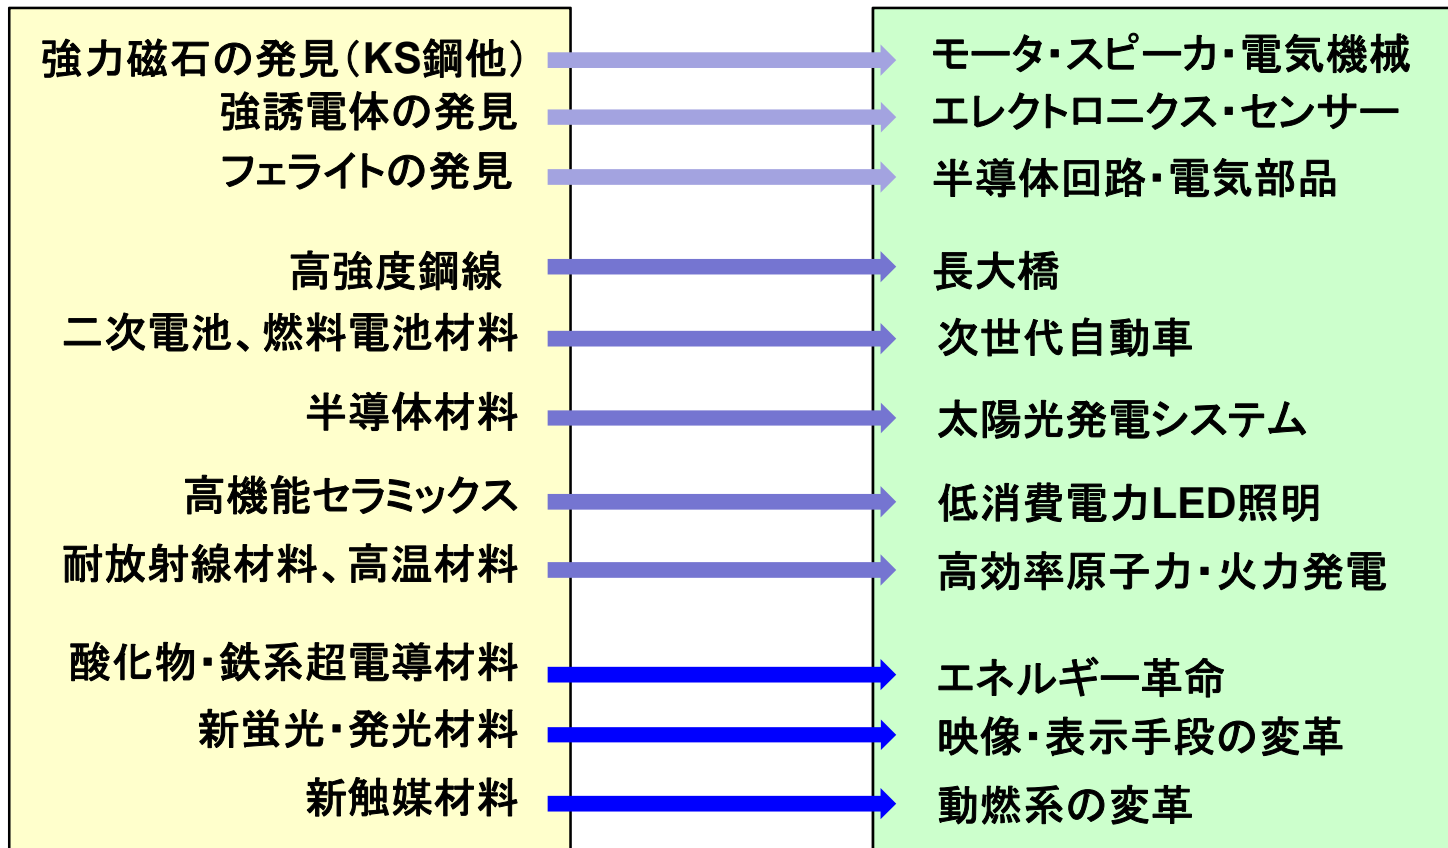 強力磁石の発見(KS鋼他)
モータ・スピーカ・電気機械
強誘電体の発見
エレクトロニクス・センサー
フェライトの発見
半導体回路・電気部品
高強度鋼線
長大橋
二次電池、燃料電池材料
次世代自動車
半導体材料
太陽光発電システム
高機能セラミックス
低消費電力LED照明
耐放射線材料、高温材料
高効率原子力・火力発電
酸化物・鉄系超電導材料
エネルギー革命
新蛍光・発光材料
映像・表示手段の変革
新触媒材料
動燃系の変革